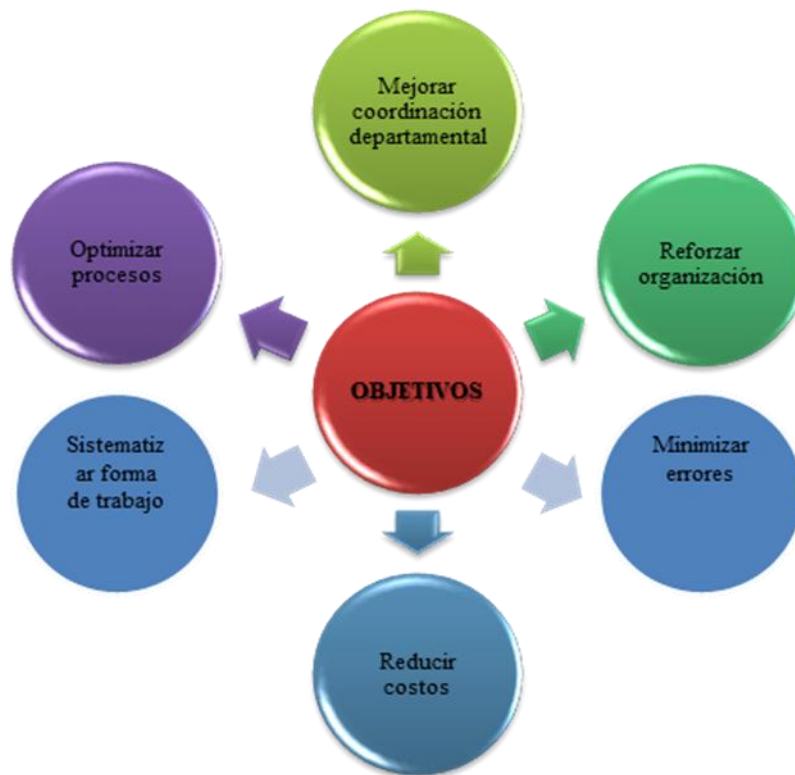 Mejorar
coordinación
departamental
Optimizar
procesos
Reforzar
organización
OBJETIVOS
Sistematiz
ar forma
de trabajo
Minimizar
errores
Reducir
costos